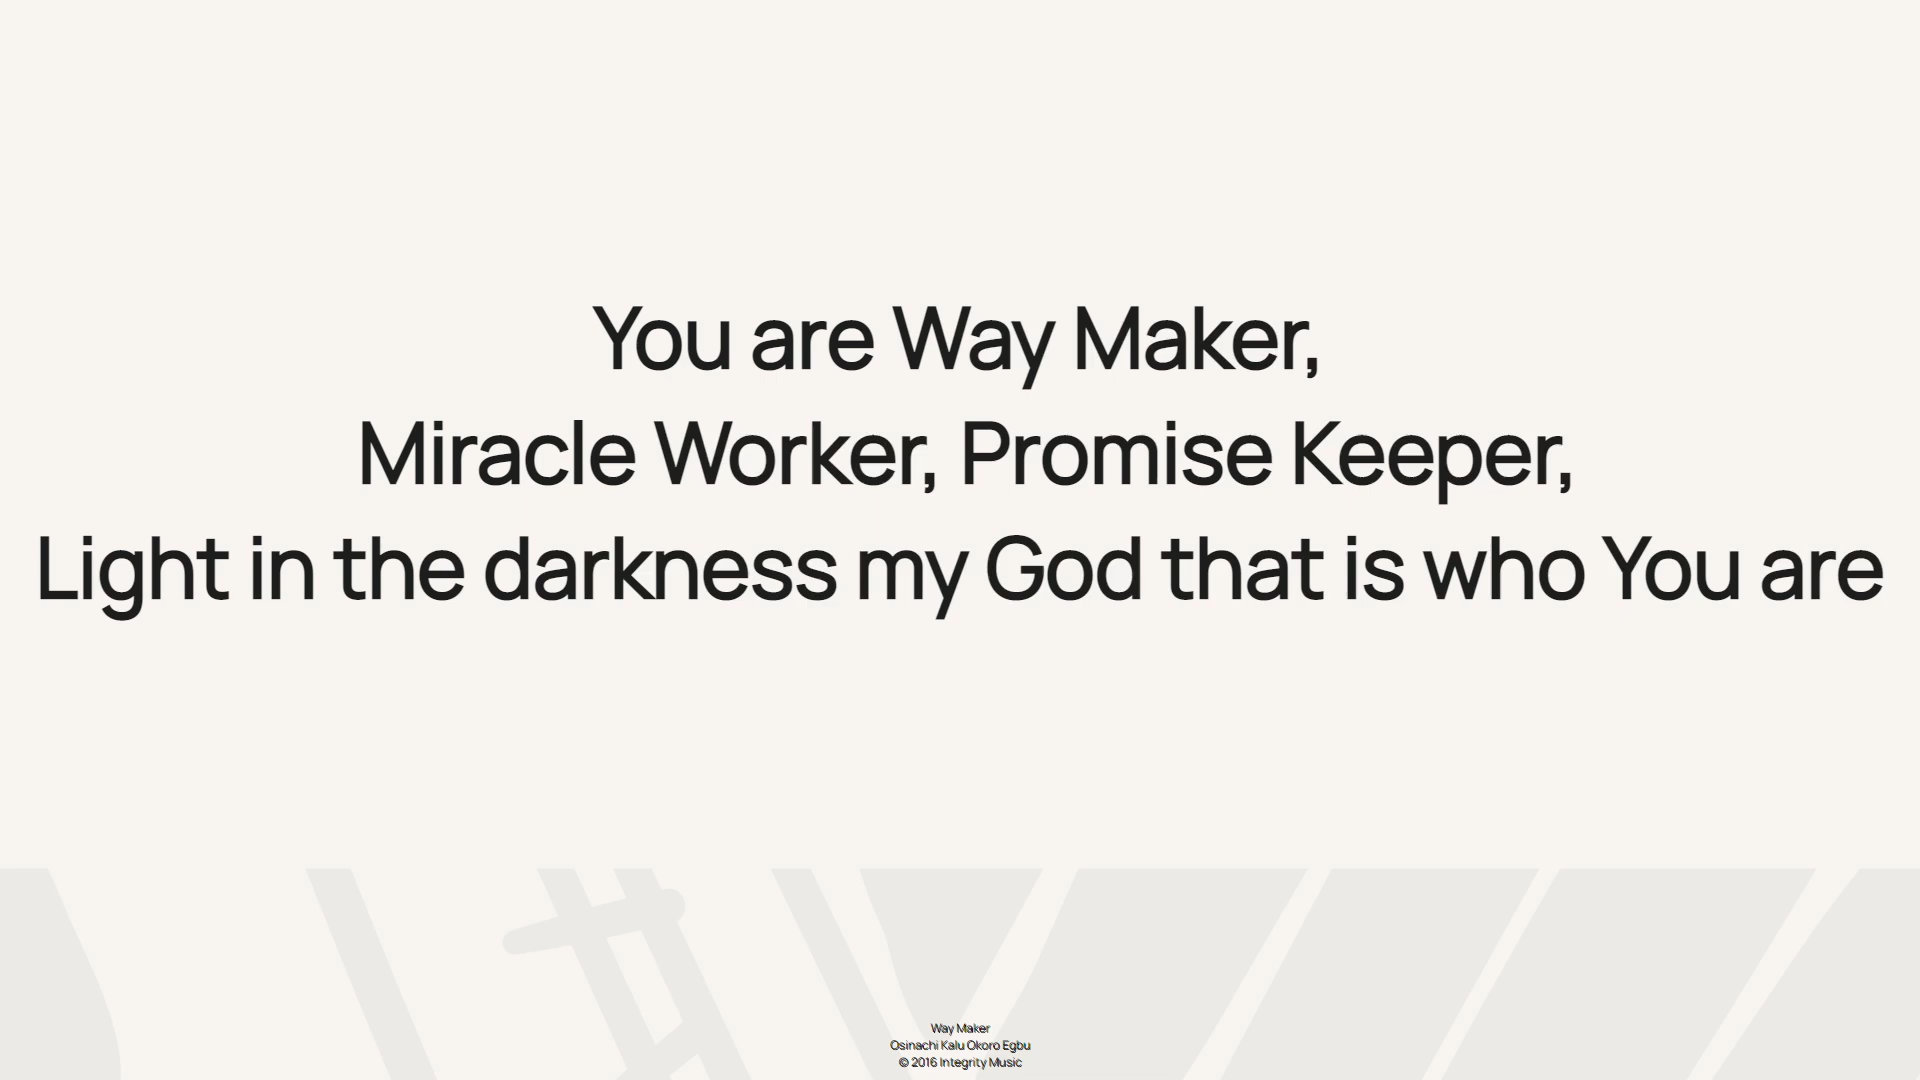 You are Way Maker,
Miracle Worker, Promise Keeper,
Light in the darkness my God that is who You are
Way Maker
Osinachi Kalu Okoro Egbu
© 2016 Integrity Music